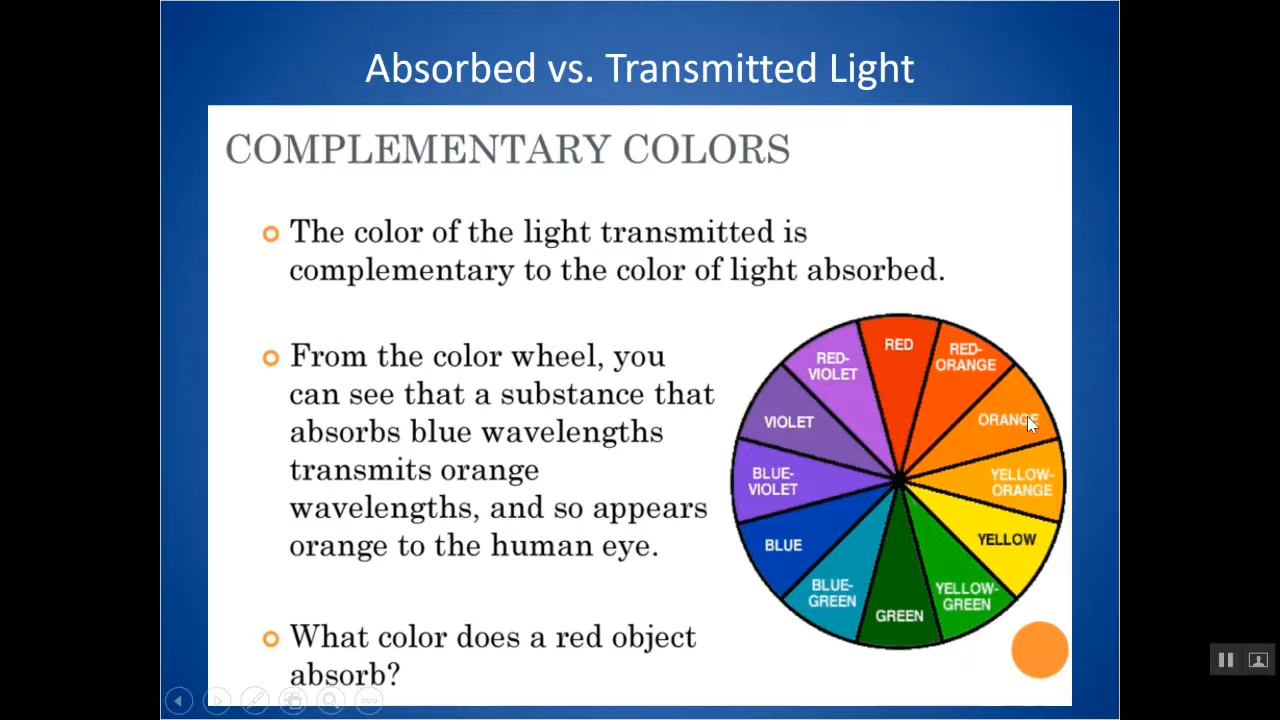 Absorbed vs. Transmitted Light
COMPLEMENTARY COLORS
The color of the light transmitted is
complementary to the color of light absorbed.
From the color wheel, you
can see that a substance that
absorbs blue wavelengths
transmits orange
wavelengths, and so appears
orange to the human eye.
What color does a red object
absorb?
RED
RED-
ORANGE
ORANGE
YELLOW-
ORANGE
YELLOW
YELLOW-
GREEN
GREEN
BLUE-
GREEN
BLUE
BLUE-
VIOLET
VIOLET
RED-
VIOLET